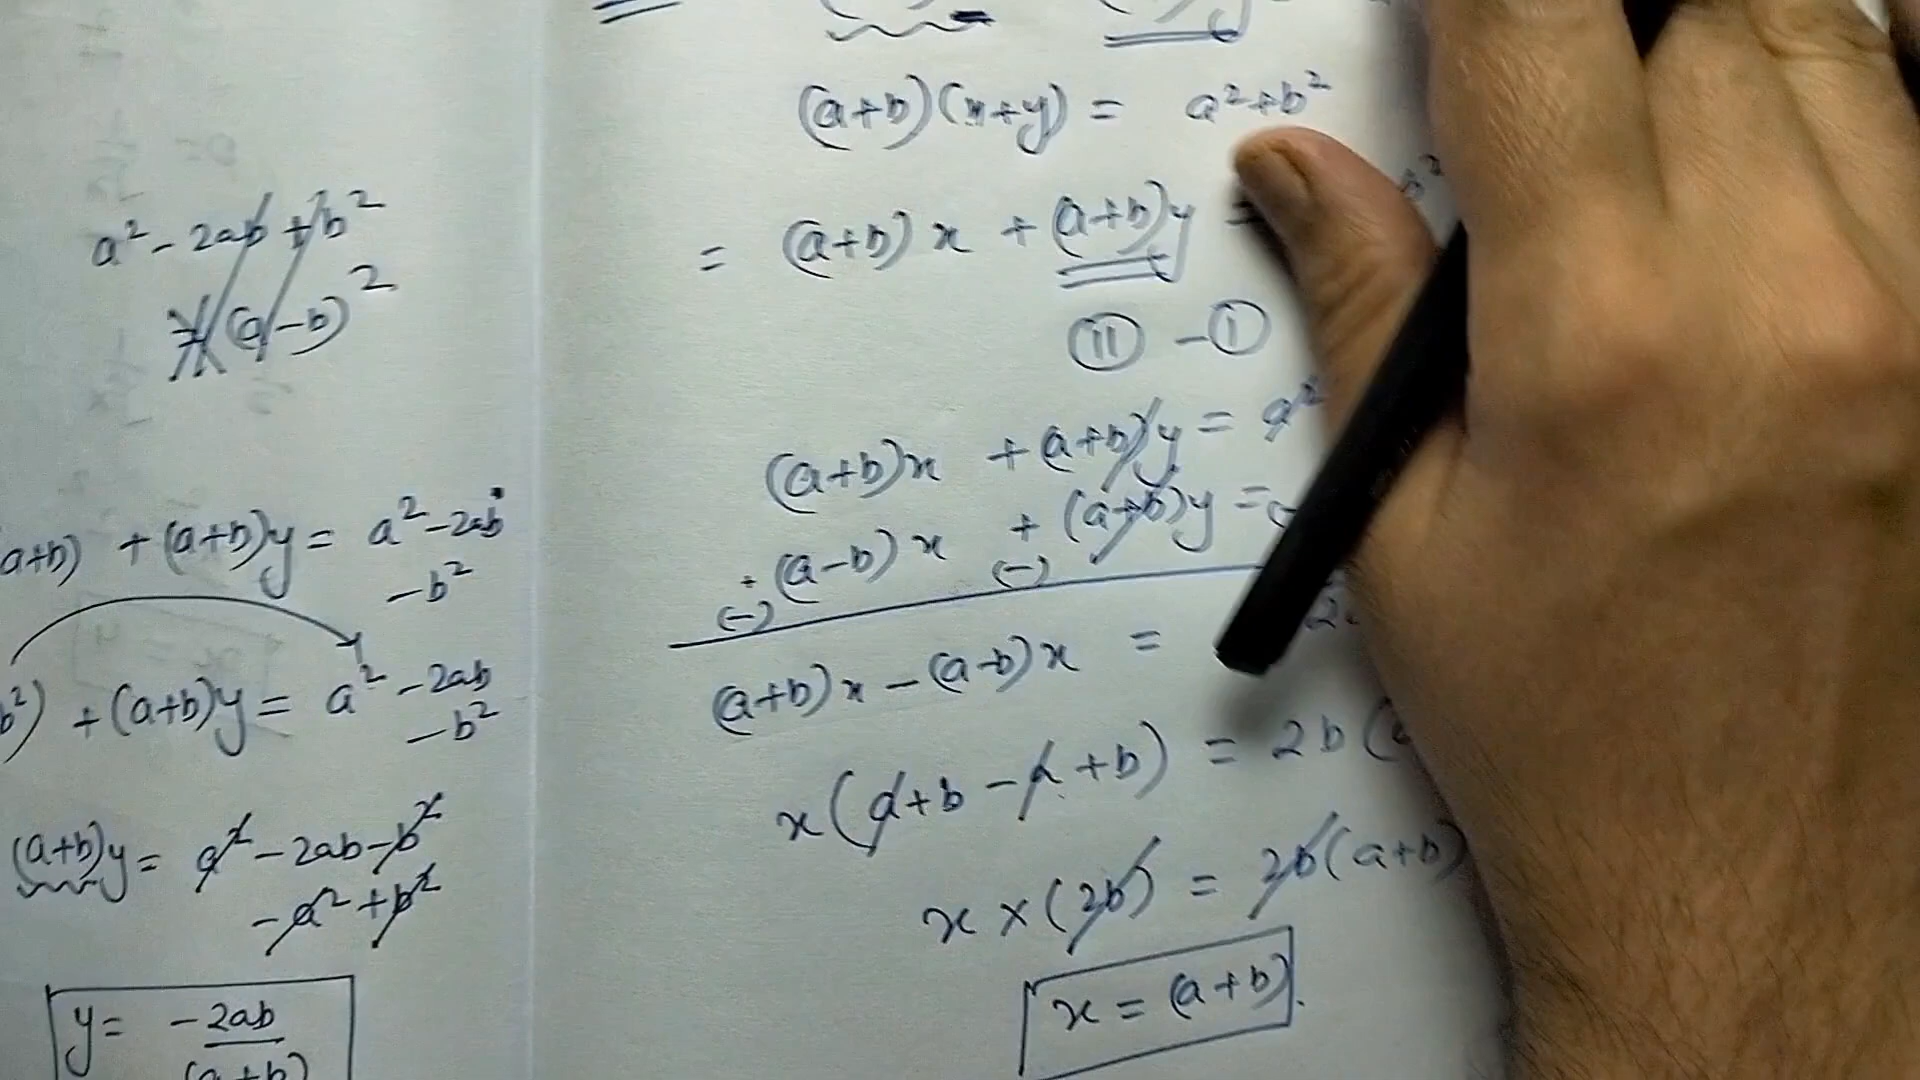 a² - 2ab + b²
= (a - b)²
a+b) + (a+b)y = a² - 2ab
- b²
b²) + (a+b)y = a² - 2ab
- b²
(a+b)y = a² - 2ab - b²
- a² + b²
y = -2ab
(a+b)
(a+b)(x+y) = a² + b²
= (a+b)x + (a+b)y =
(ii) - (i)
(a+b)x + (a+b)y = a²
(a-b)x + (a+b)y =
(-) (-)
(a+b)x - (a-b)x =
x(a+b - a + b) = 2b(
x × (2b) = 2b(a+b)
x = (a+b).